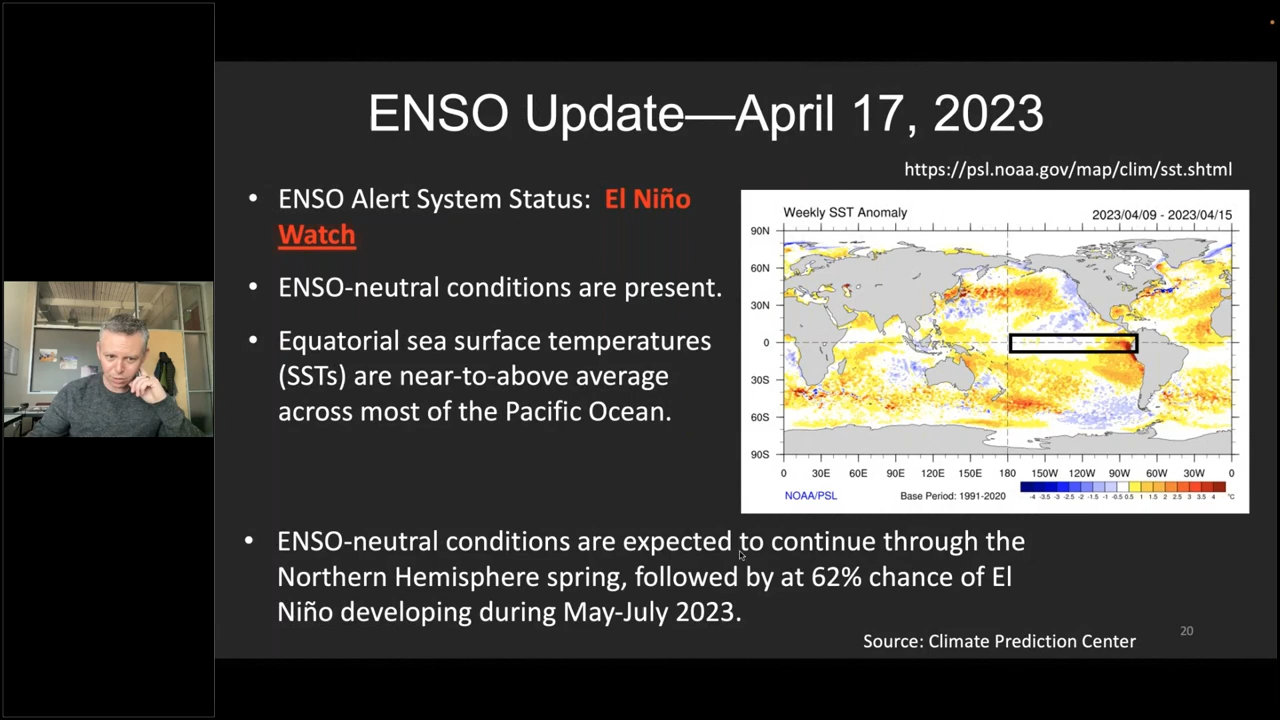 ENSO Update—April 17, 2023
https://psl.noaa.gov/map/clim/sst.shtml
• ENSO Alert System Status: El Niño
Watch
• ENSO-neutral conditions are present.
• Equatorial sea surface temperatures
(SSTs) are near-to-above average
across most of the Pacific Ocean.
Weekly SST Anomaly
2023/04/09 - 2023/04/15
90N
60N
30N
0
30S
60S
90S
0 30E 60E 90E 120E 150E 180 150W 120W 90W 60W 30W 0
NOAA/PSL
Base Period: 1991-2020
-4 -3.5 -3 -2.5 -2 -1.5 -1 -0.5 0.5 1 1.5 2 2.5 3 3.5 4 °C
• ENSO-neutral conditions are expected to continue through the
Northern Hemisphere spring, followed by at 62% chance of El
Niño developing during May-July 2023.
20
Source: Climate Prediction Center